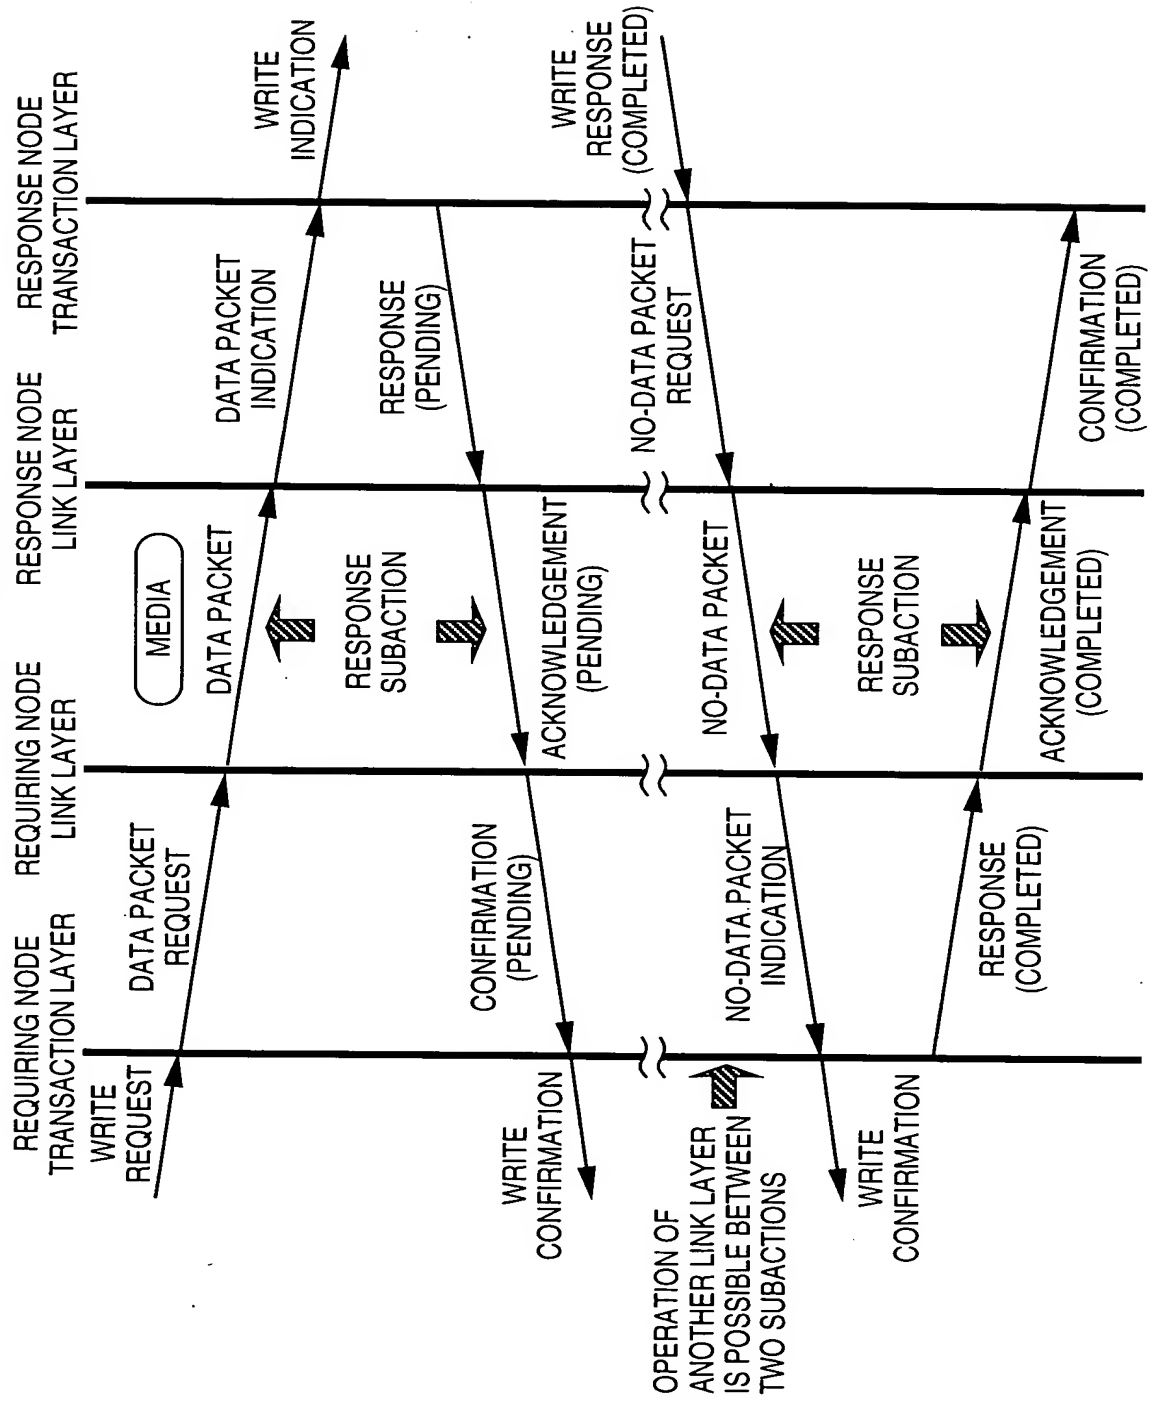 REQUIRING NODE
TRANSACTION LAYER
REQUIRING NODE
LINK LAYER
RESPONSE NODE
LINK LAYER
RESPONSE NODE
TRANSACTION LAYER
MEDIA
WRITE
REQUEST
DATA PACKET
REQUEST
DATA PACKET
DATA PACKET
INDICATION
WRITE
INDICATION
RESPONSE
SUBACTION
RESPONSE
(PENDING)
ACKNOWLEDGEMENT
(PENDING)
CONFIRMATION
(PENDING)
WRITE
CONFIRMATION
OPERATION OF
ANOTHER LINK LAYER
IS POSSIBLE BETWEEN
TWO SUBACTIONS
WRITE
RESPONSE
(COMPLETED)
NO-DATA PACKET
REQUEST
NO-DATA PACKET
NO-DATA PACKET
INDICATION
WRITE
CONFIRMATION
RESPONSE
SUBACTION
RESPONSE
(COMPLETED)
ACKNOWLEDGEMENT
(COMPLETED)
CONFIRMATION
(COMPLETED)